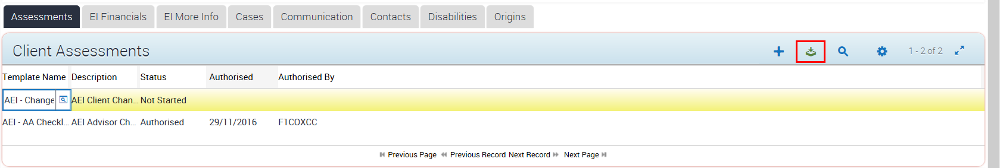 Assessments EI Financials EI More Info Cases Communication Contacts Disabilities Origins
Client Assessments 1 - 2 of 2
Template Name Description Status Authorised Authorised By
AEI - Change AEI Client Chan... Not Started
AEI - AA Checkl... AEI Advisor Ch... Authorised 29/11/2016 F1COXCC
Previous Page Previous Record Next Record Next Page